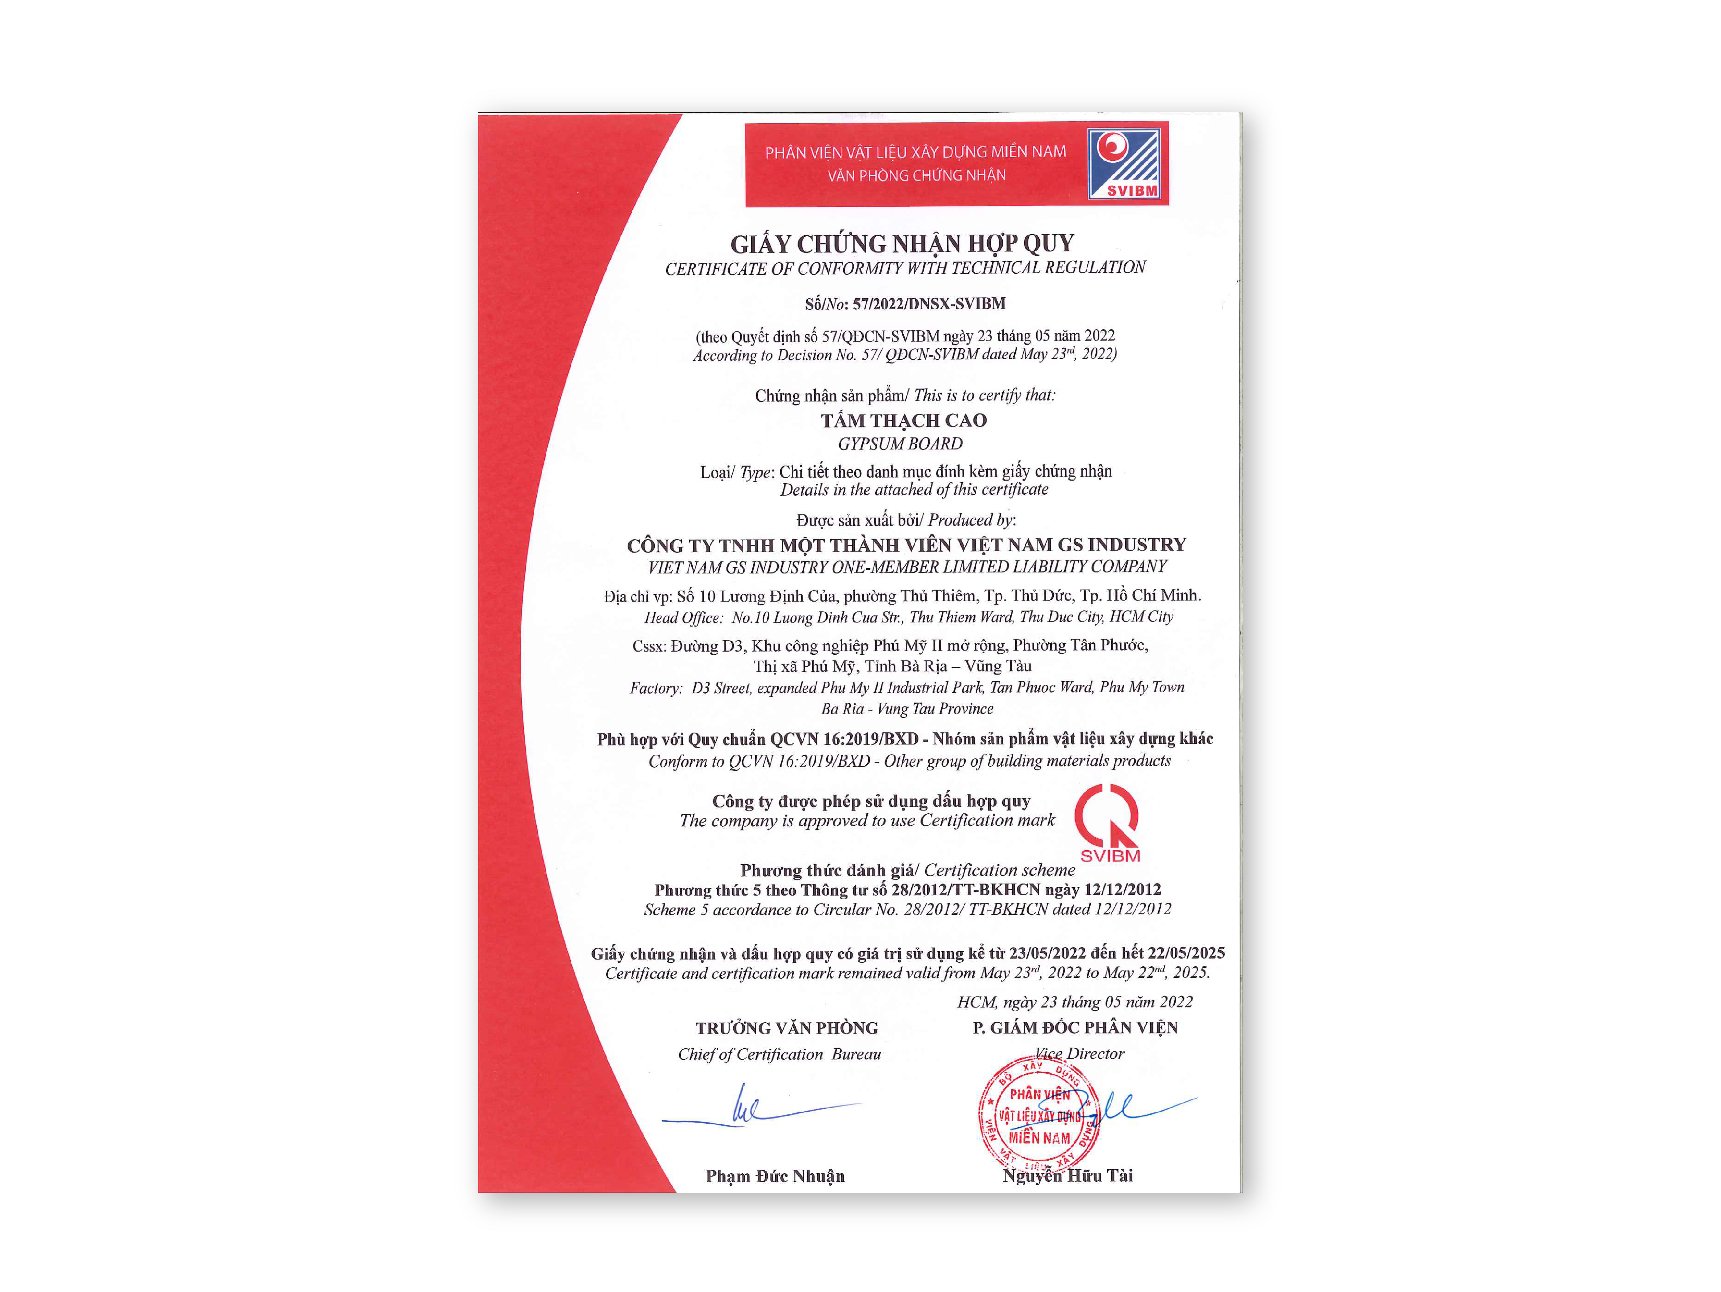 PHÂN VIỆN VẬT LIỆU XÂY DỰNG MIỀN NAM
VĂN PHÒNG CHỨNG NHẬN
SVIBM
GIẤY CHỨNG NHẬN HỢP QUY
CERTIFICATE OF CONFORMITY WITH TECHNICAL REGULATION
Số/No: 57/2022/DNSX-SVIBM
(theo Quyết định số 57/QĐCN-SVIBM ngày 23 tháng 05 năm 2022
According to Decision No. 57/ QĐCN-SVIBM dated May 23rd, 2022)
Chứng nhận sản phẩm/ This is to certify that:
TẤM THẠCH CAO
GYPSUM BOARD
Loại/ Type: Chi tiết theo danh mục đính kèm giấy chứng nhận
Details in the attached of this certificate
Được sản xuất bởi/ Produced by:
CÔNG TY TNHH MỘT THÀNH VIÊN VIỆT NAM GS INDUSTRY
VIET NAM GS INDUSTRY ONE-MEMBER LIMITED LIABILITY COMPANY
Địa chỉ vp: Số 10 Lương Định Của, phường Thủ Thiêm, Tp. Thủ Đức, Tp. Hồ Chí Minh.
Head Office: No.10 Luong Dinh Cua Str., Thu Thiem Ward, Thu Duc City, HCM City
Cssx: Đường D3, Khu công nghiệp Phú Mỹ II mở rộng, Phường Tân Phước,
Thị xã Phú Mỹ, Tỉnh Bà Rịa – Vũng Tàu
Factory: D3 Street, expanded Phu My II Industrial Park, Tan Phuoc Ward, Phu My Town
Ba Ria - Vung Tau Province
Phù hợp với Quy chuẩn QCVN 16:2019/BXD - Nhóm sản phẩm vật liệu xây dựng khác
Conform to QCVN 16:2019/BXD - Other group of building materials products
Công ty được phép sử dụng dấu hợp quy
The company is approved to use Certification mark
SVIBM
Phương thức đánh giá/ Certification scheme
Phương thức 5 theo Thông tư số 28/2012/TT-BKHCN ngày 12/12/2012
Scheme 5 accordance to Circular No. 28/2012/ TT-BKHCN dated 12/12/2012
Giấy chứng nhận và dấu hợp quy có giá trị sử dụng kể từ 23/05/2022 đến hết 22/05/2025
Certificate and certification mark remained valid from May 23rd, 2022 to May 22nd, 2025.
HCM, ngày 23 tháng 05 năm 2022
TRƯỞNG VĂN PHÒNG
P. GIÁM ĐỐC PHÂN VIỆN
Chief of Certification Bureau
Vice Director
BỘ XÂY DỰNG
PHÂN VIỆN
VẬT LIỆU XÂY DỰNG
MIỀN NAM
VIỆN VẬT LIỆU XÂY DỰNG
Phạm Đức Nhuận
Nguyễn Hữu Tài